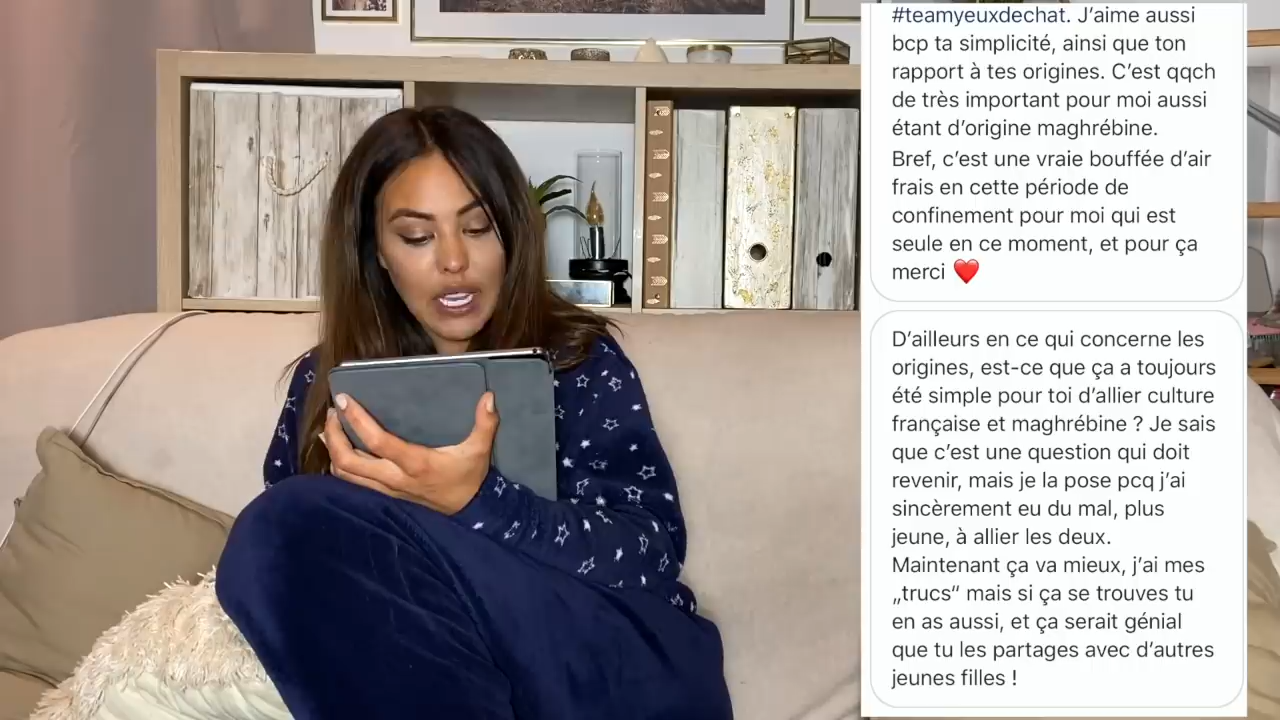 #teamyeuxdechat. J'aime aussi
bcp ta simplicité, ainsi que ton
rapport à tes origines. C'est qqch
de très important pour moi aussi
étant d'origine maghrébine.
Bref, c'est une vraie bouffée d'air
frais en cette période de
confinement pour moi qui est
seule en ce moment, et pour ça
merci ❤️
D'ailleurs en ce qui concerne les
origines, est-ce que ça a toujours
été simple pour toi d'allier culture
française et maghrébine ? Je sais
que c'est une question qui doit
revenir, mais je la pose pcq j'ai
sincèrement eu du mal, plus
jeune, à allier les deux.
Maintenant ça va mieux, j'ai mes
„trucs“ mais si ça se trouves tu
en as aussi, et ça serait génial
que tu les partages avec d'autres
jeunes filles !